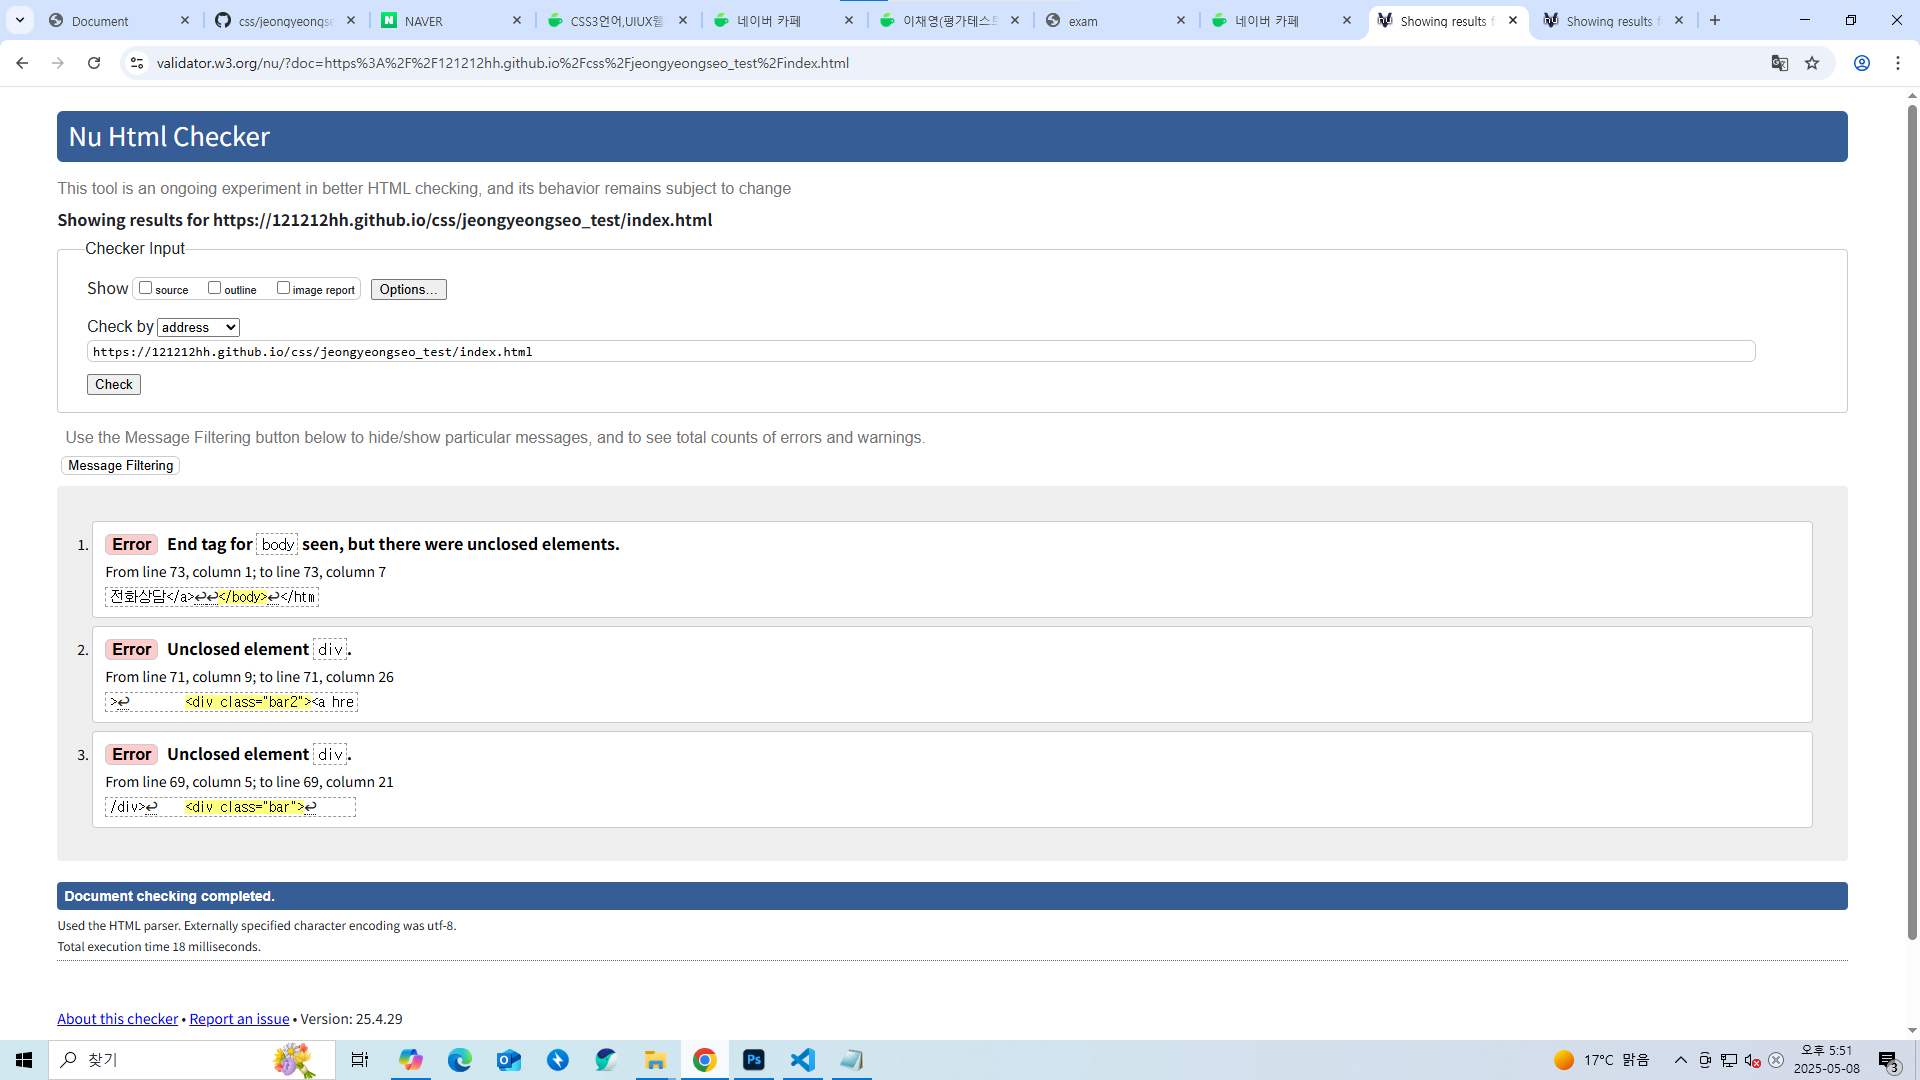 Document
css/jeongyeongse
NAVER
CSS3언어,UIUX웹
네이버 카페
이채영(평가테스트
exam
네이버 카페
Showing results f
Showing results f
validator.w3.org/nu/?doc=https%3A%2F%2F121212hh.github.io%2Fcss%2Fjeongyeongseo_test%2Findex.html
Nu Html Checker
This tool is an ongoing experiment in better HTML checking, and its behavior remains subject to change
Showing results for https://121212hh.github.io/css/jeongyeongseo_test/index.html
Checker Input
Show source outline image report Options...
Check by address
https://121212hh.github.io/css/jeongyeongseo_test/index.html
Check
Use the Message Filtering button below to hide/show particular messages, and to see total counts of errors and warnings.
Message Filtering
1. Error End tag for body seen, but there were unclosed elements.
From line 73, column 1; to line 73, column 7
전화상담</a>↩↩</body>↩</htm
2. Error Unclosed element div.
From line 71, column 9; to line 71, column 26
>↩ <div class="bar2"><a hre
3. Error Unclosed element div.
From line 69, column 5; to line 69, column 21
/div>↩ <div class="bar">↩
Document checking completed.
Used the HTML parser. Externally specified character encoding was utf-8.
Total execution time 18 milliseconds.
About this checker • Report an issue • Version: 25.4.29
찾기
Ps
17°C 맑음
오후 5:51
2025-05-08
3